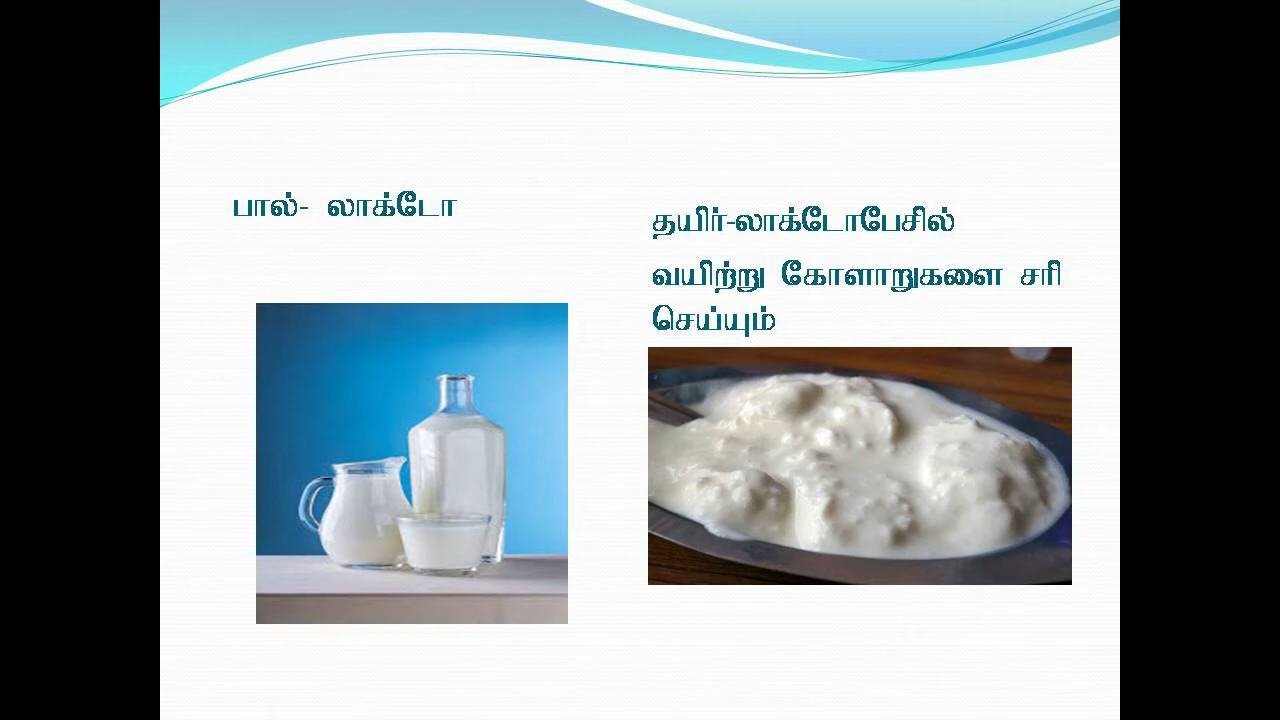 பால்- லாக்டோ
தயிர்-லாக்டோபேசில்
வயிற்று கோளாறுகளை சரி
செய்யும்